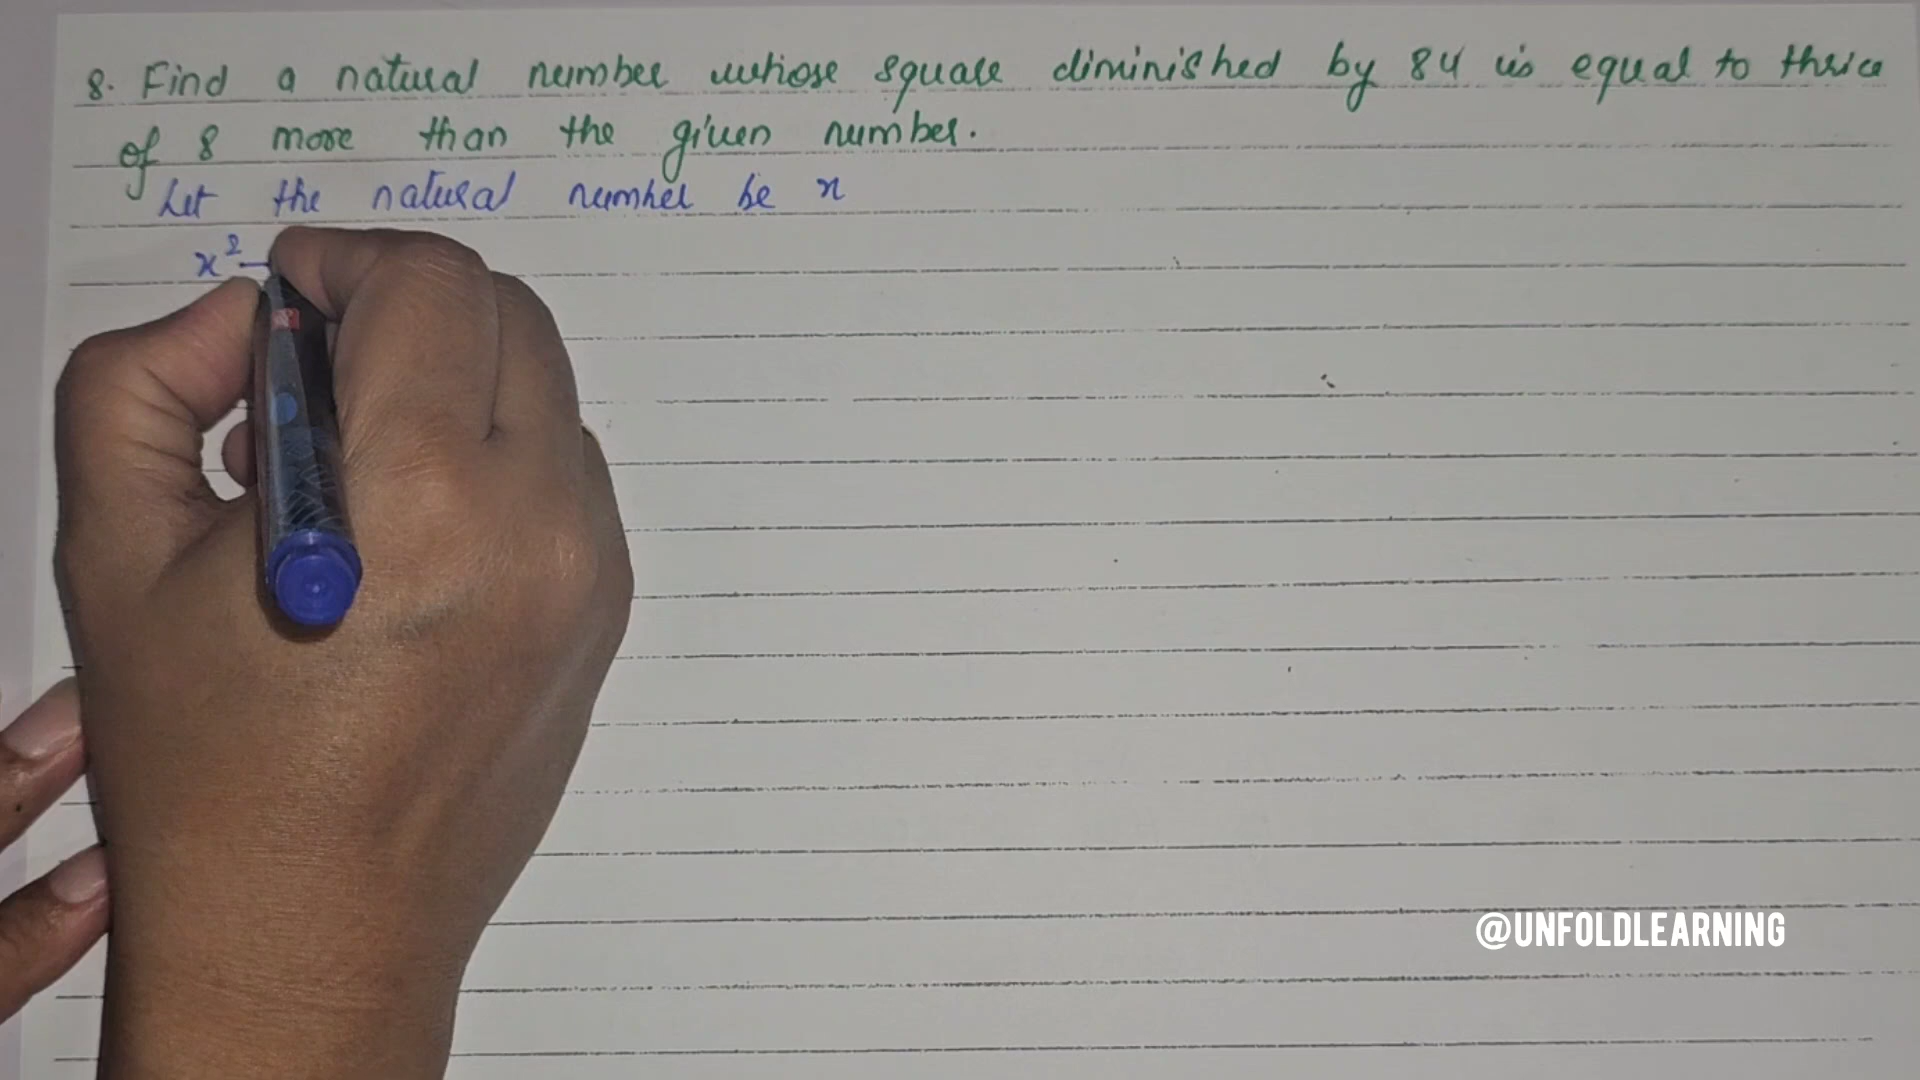 8. Find a natural number whose square diminished by 84 is equal to thrice
of 8 more than the given number.
Let the natural number be x
x² –
@UNFOLDLEARNING